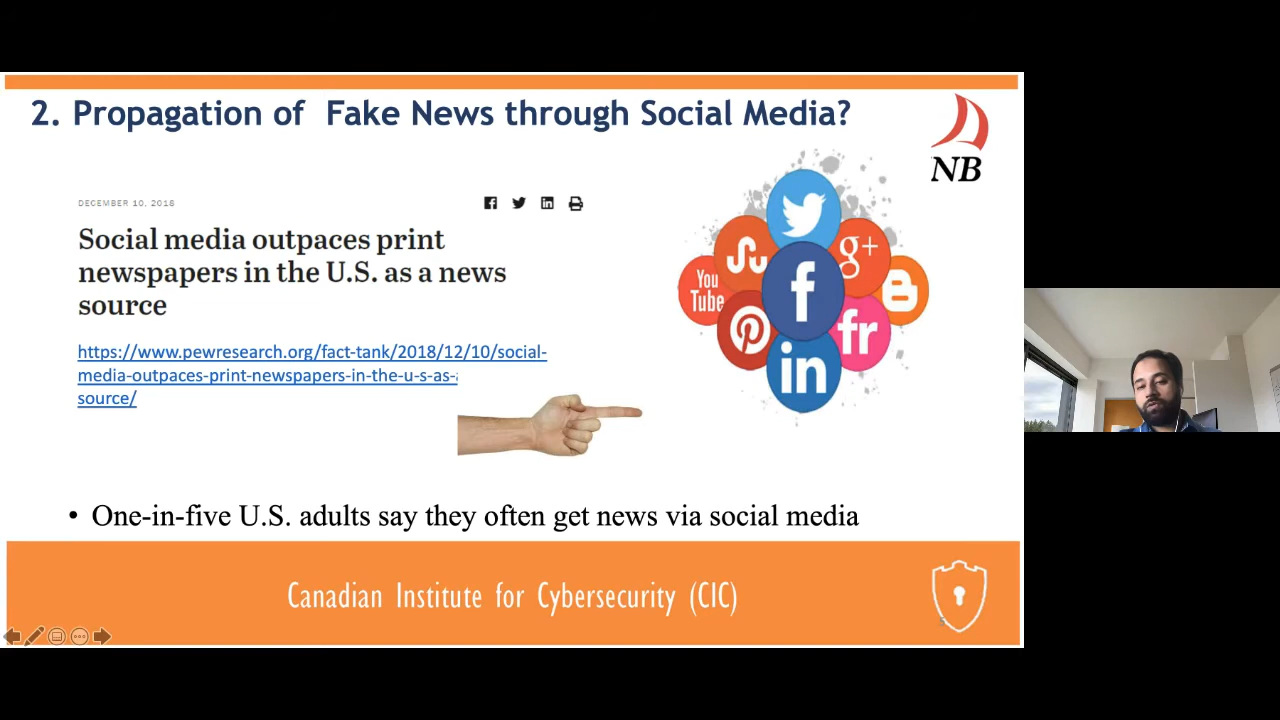 2. Propagation of Fake News through Social Media?
NB
DECEMBER 10, 2018
Social media outpaces print
newspapers in the U.S. as a news
source
https://www.pewresearch.org/fact-tank/2018/12/10/social-
media-outpaces-print-newspapers-in-the-u-s-as-
source/
You
Tube
g+
f
fr
in
• One-in-five U.S. adults say they often get news via social media
Canadian Institute for Cybersecurity (CIC)
5